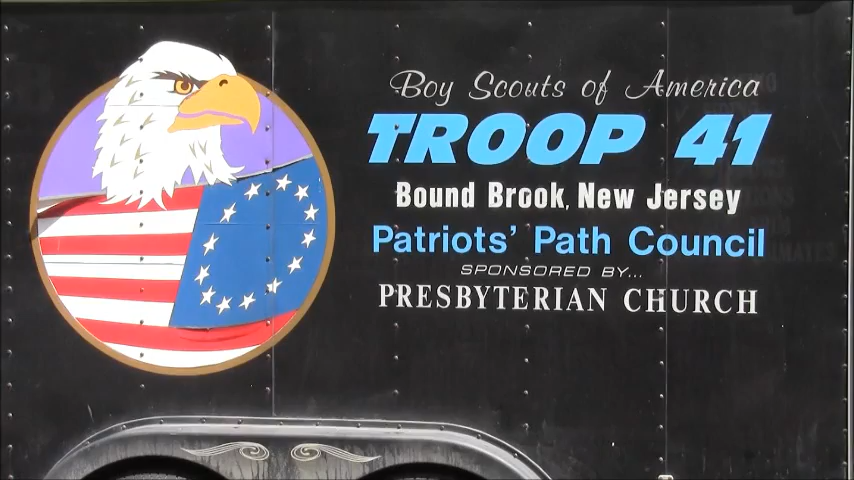 Boy Scouts of America
TROOP 41
Bound Brook, New Jersey
Patriots' Path Council
SPONSORED BY...
PRESBYTERIAN CHURCH